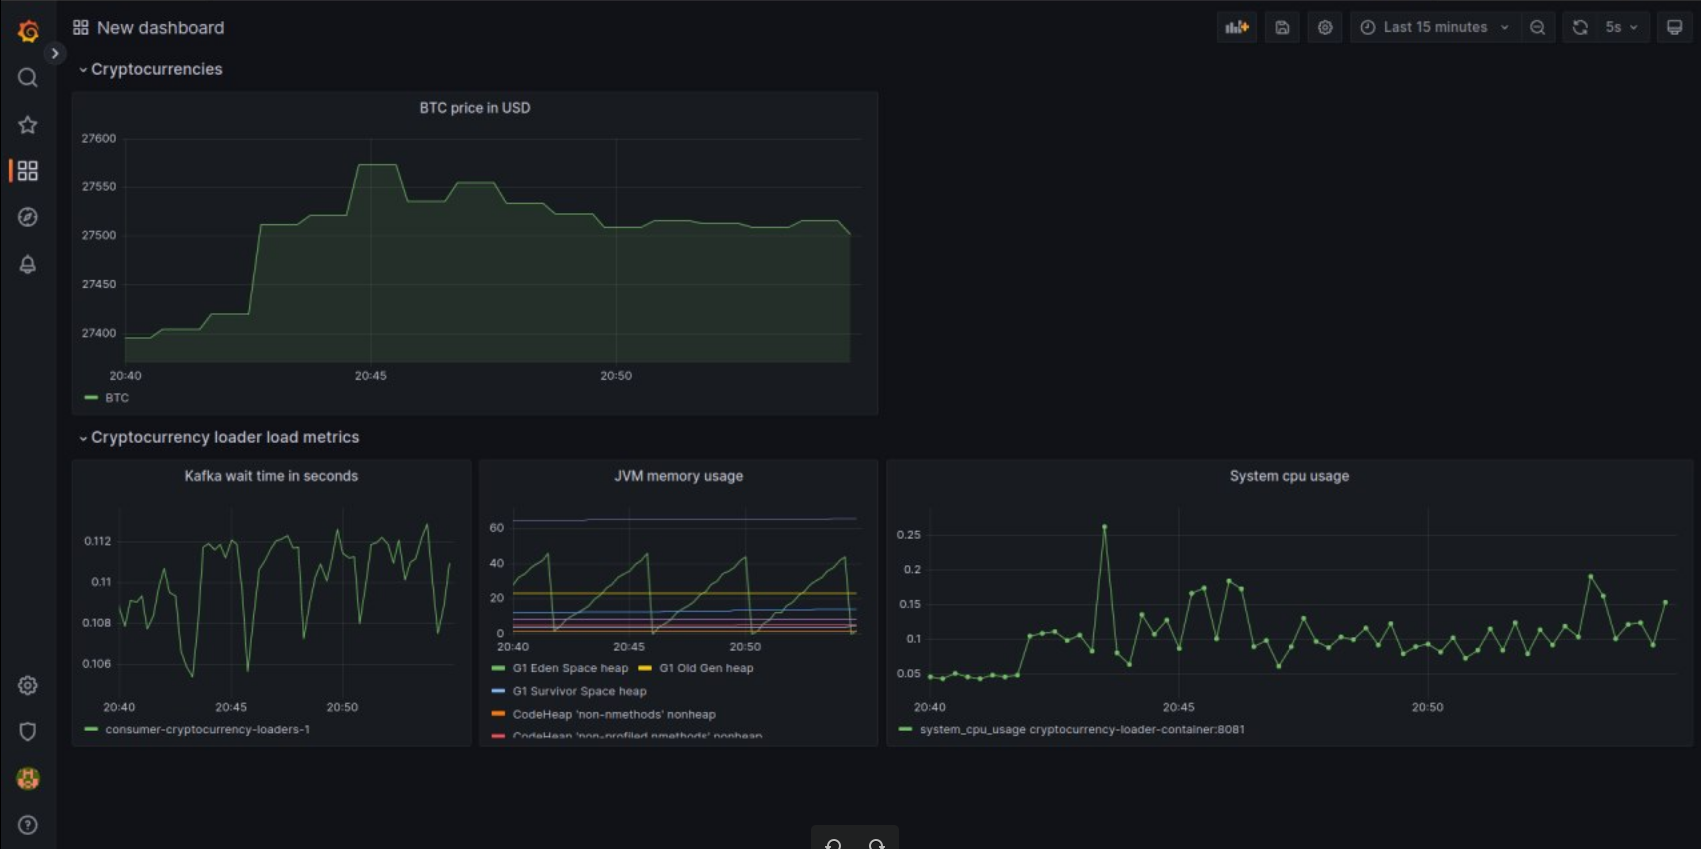 New dashboard
Last 15 minutes
5s
Cryptocurrencies
BTC price in USD
27600
27550
27500
27450
27400
20:40 20:45 20:50
BTC
Cryptocurrency loader load metrics
Kafka wait time in seconds
0.112
0.11
0.108
0.106
20:40 20:45 20:50
consumer-cryptocurrency-loaders-1
JVM memory usage
60
40
20
0
20:40 20:45 20:50
G1 Eden Space heap G1 Old Gen heap
G1 Survivor Space heap
CodeHeap 'non-nmethods' nonheap
CodeHeap 'non-profiled nmethods' nonheap
System cpu usage
0.25
0.2
0.15
0.1
0.05
20:40 20:45 20:50
system_cpu_usage cryptocurrency-loader-container:8081